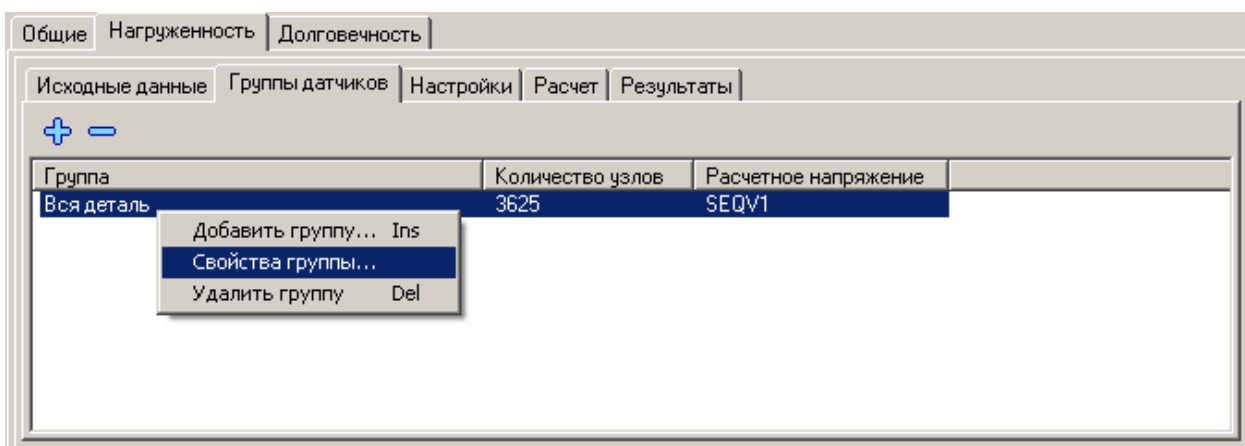 Общие Нагруженность Долговечность
Исходные данные Группы датчиков Настройки Расчет Результаты
Группа Количество узлов Расчетное напряжение
Вся деталь 3625 SEQV1
Добавить группу... Ins
Свойства группы...
Удалить группу Del